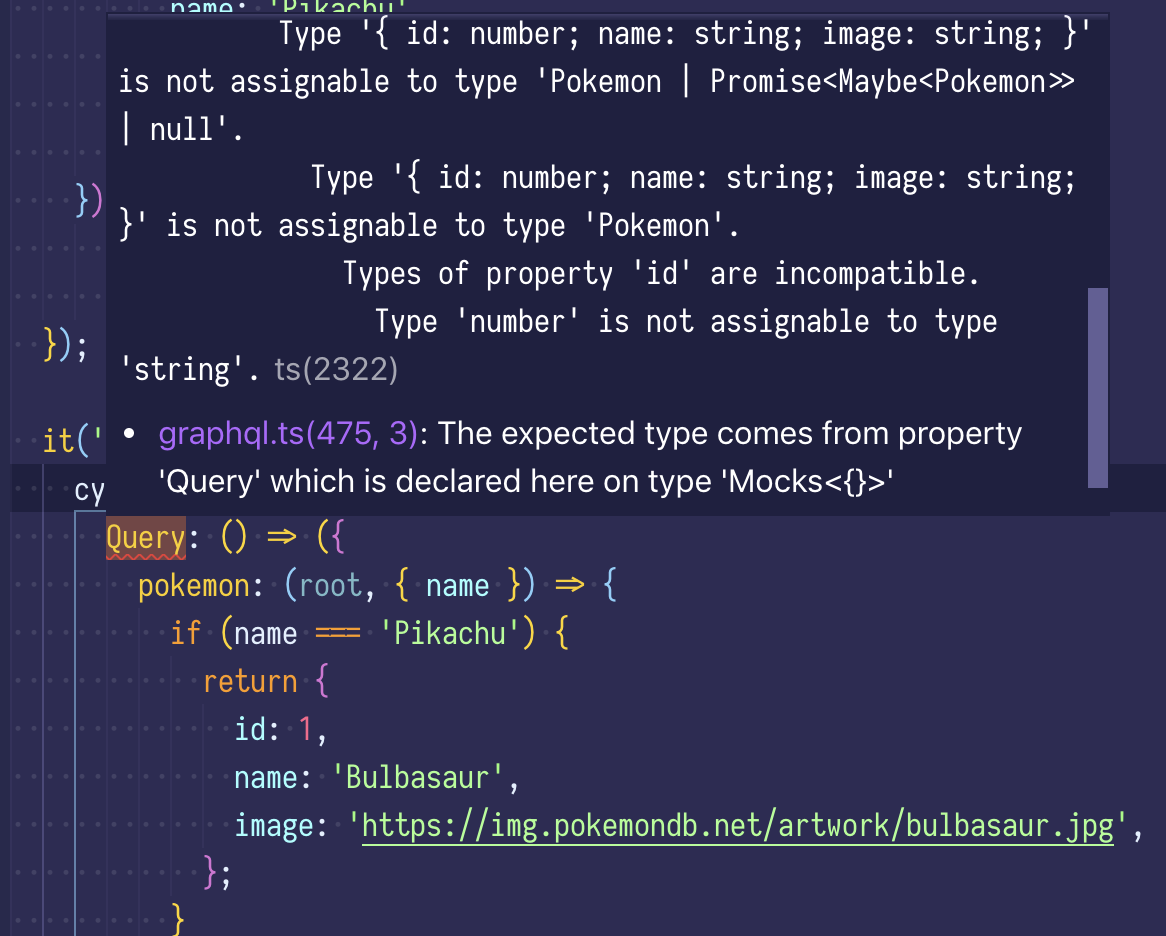 name: 'Pikachu'
Type '{ id: number; name: string; image: string; }'
is not assignable to type 'Pokemon | Promise<Maybe<Pokemon>>
| null'.
Type '{ id: number; name: string; image: string;
})
}' is not assignable to type 'Pokemon'.
Types of property 'id' are incompatible.
Type 'number' is not assignable to type
});
'string'. ts(2322)
it('
• graphql.ts(475, 3): The expected type comes from property
cy
'Query' which is declared here on type 'Mocks<{}>'
Query: () => ({
pokemon: (root, { name }) => {
if (name === 'Pikachu') {
return {
id: 1,
name: 'Bulbasaur',
image: 'https://img.pokemondb.net/artwork/bulbasaur.jpg',
};
}